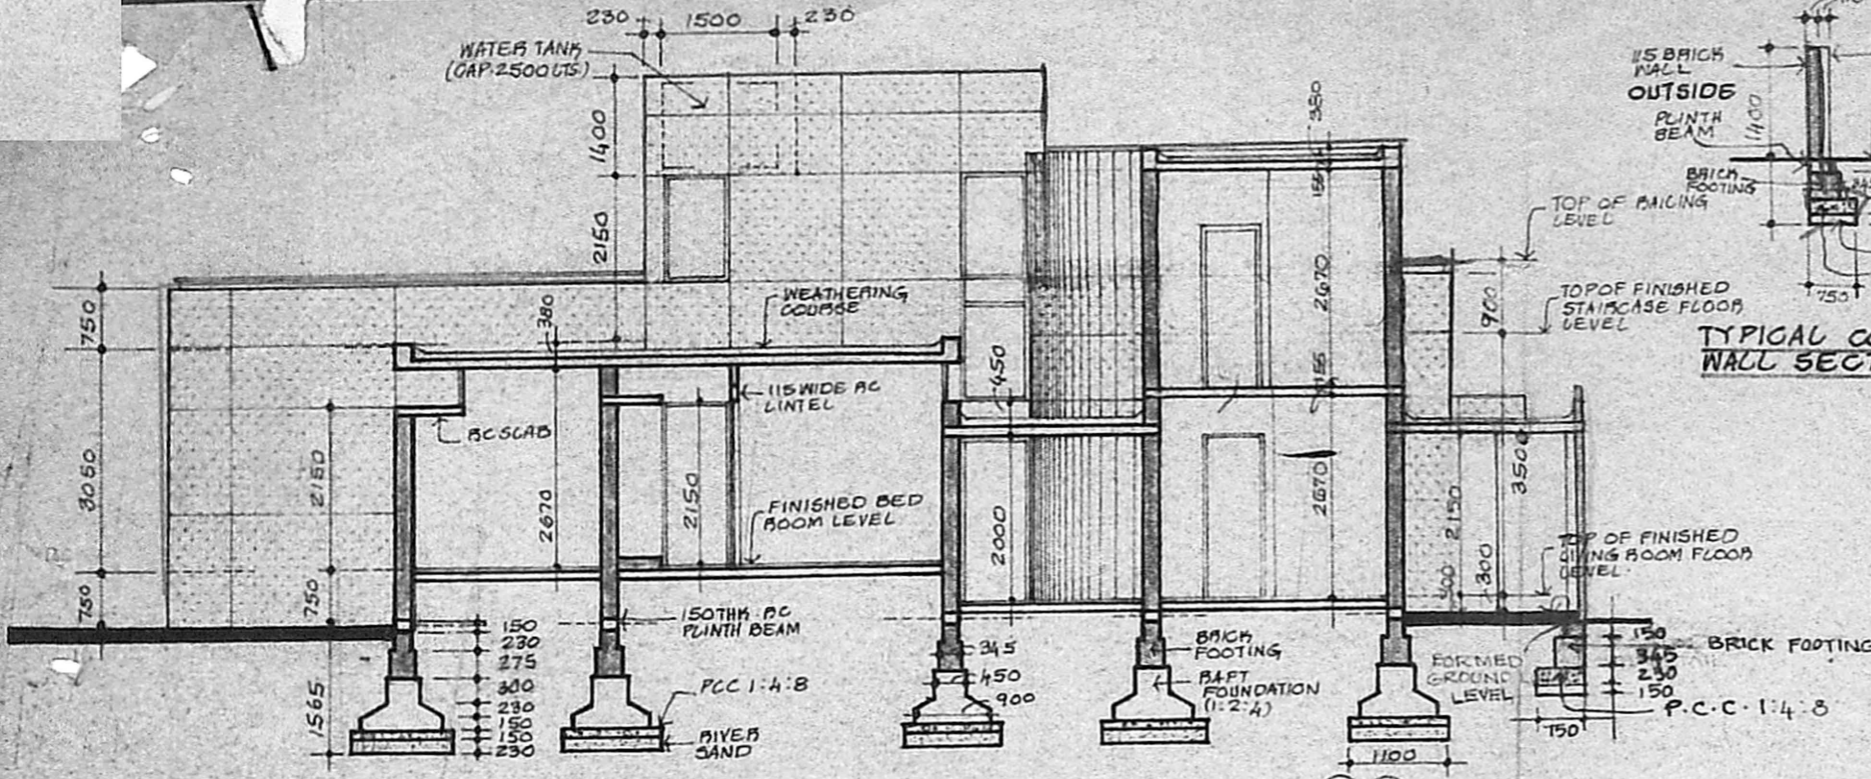 230 1500 230
WATER TANK
(CAP. 2500 LTS.)
1400
2150
380
750
3050
750
2150
750
1565
380
2670
WEATHERING
COURSE
115 WIDE RC
LINTEL
RC SLAB
2150
FINISHED BED
ROOM LEVEL
150 THK RC
PLINTH BEAM
150
230
275
300
230
150
150
230
PCC 1:4:8
RIVER
SAND
450
2000
345
450
900
155
2670
155
2670
BRICK
FOOTING
RAFT
FOUNDATION
(1:2:4)
1100
TOP OF RAILING
LEVEL
900
TOP OF FINISHED
STAIRCASE FLOOR
LEVEL
3500
2150
300
TOP OF FINISHED
LIVING ROOM FLOOR
LEVEL
FORMED
GROUND
LEVEL
150
345
230
150
BRICK FOOTING
P.C.C. 1:4:8
750
115 BRICK
WALL
OUTSIDE
PLINTH
BEAM
1400
BRICK
FOOTING
750
TYPICAL
WALL